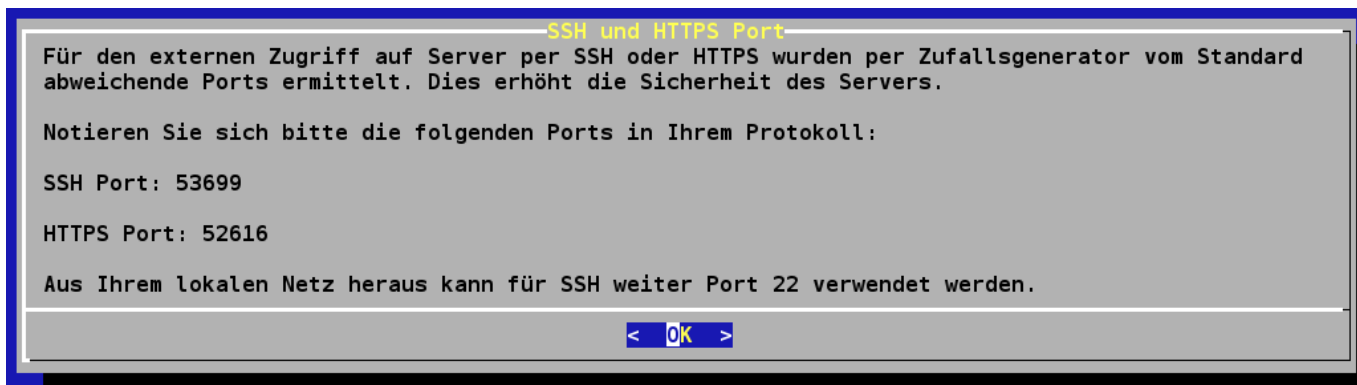 SSH und HTTPS Port
Für den externen Zugriff auf Server per SSH oder HTTPS wurden per Zufallsgenerator vom Standard
abweichende Ports ermittelt. Dies erhöht die Sicherheit des Servers.
Notieren Sie sich bitte die folgenden Ports in Ihrem Protokoll:
SSH Port: 53699
HTTPS Port: 52616
Aus Ihrem lokalen Netz heraus kann für SSH weiter Port 22 verwendet werden.
< OK >